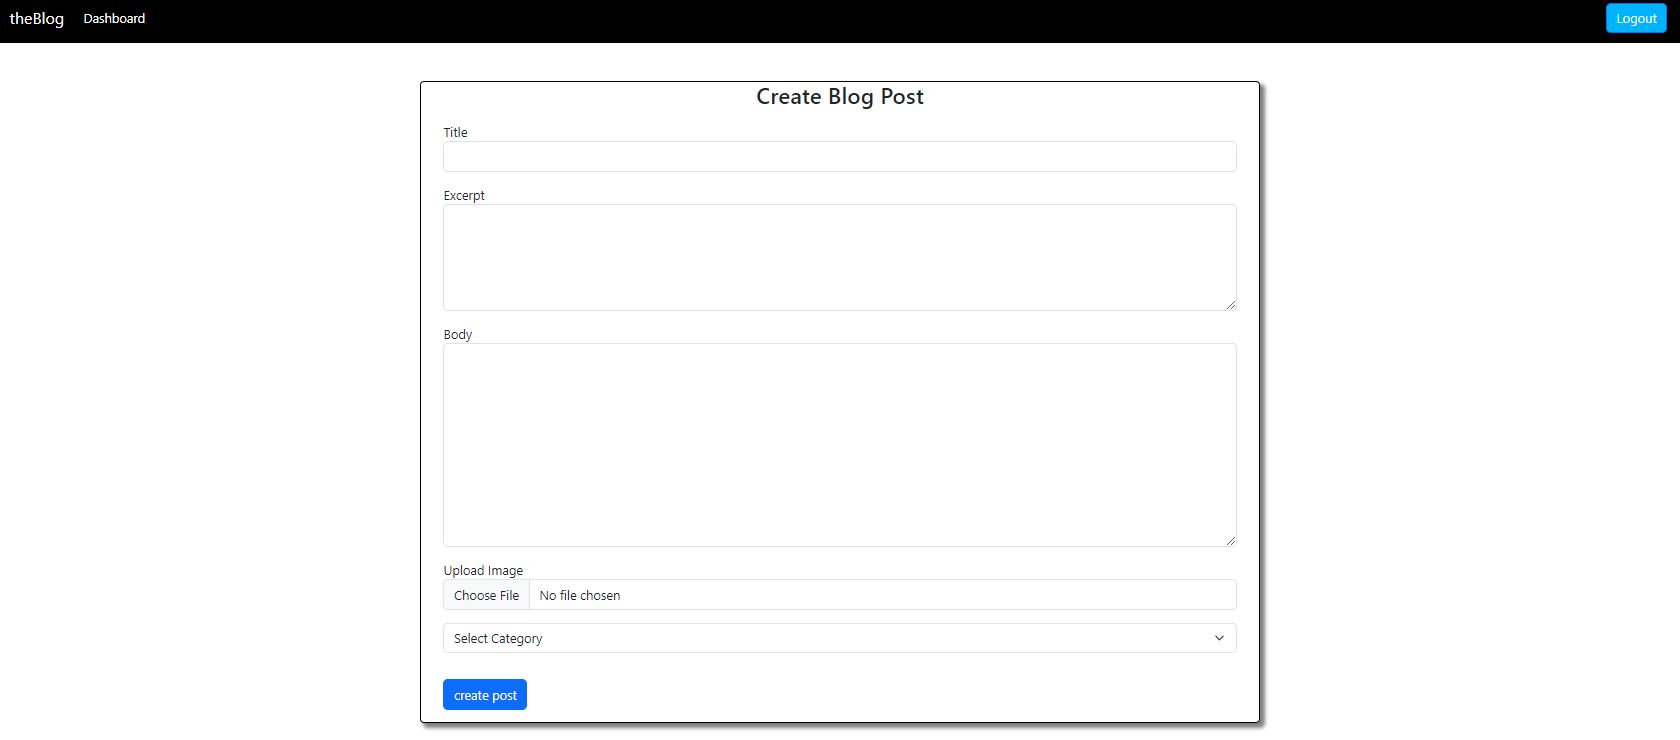 theBlog Dashboard Logout
Create Blog Post
Title
Excerpt
Body
Upload Image
Choose File No file chosen
Select Category
create post